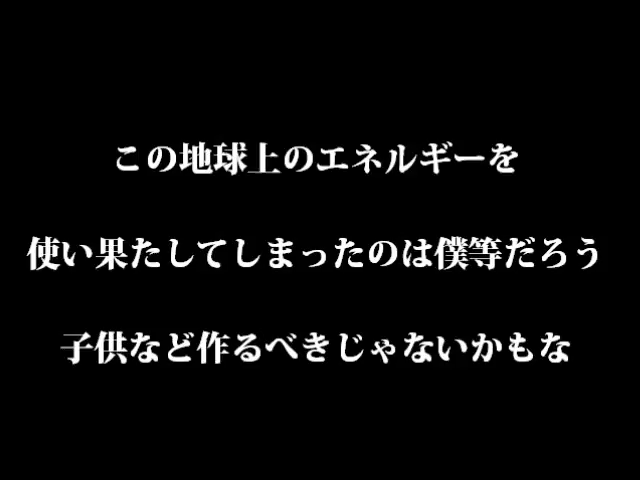 この地球上のエネルギーを
使い果たしてしまったのは僕等だろう
子供など作るべきじゃないかもな